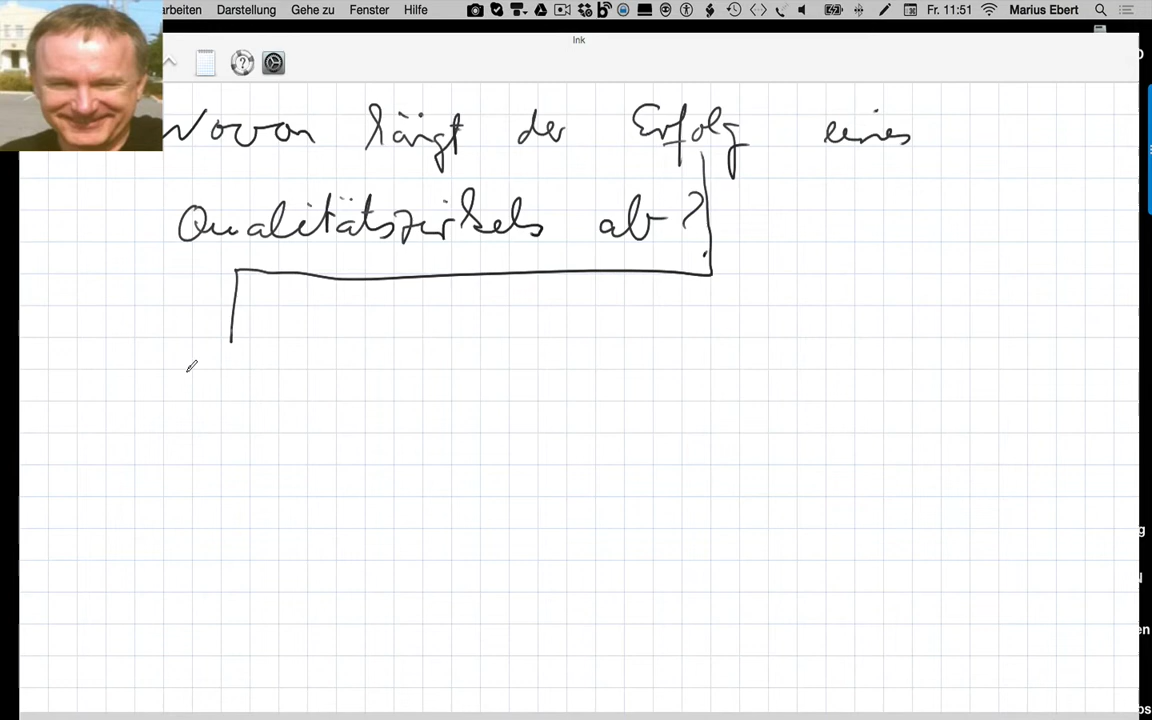 arbeiten Darstellung Gehe zu Fenster Hilfe Fr. 11:51 Marius Ebert
Ink
Wovon hängt der Erfolg eines
Qualitätszirkels ab?